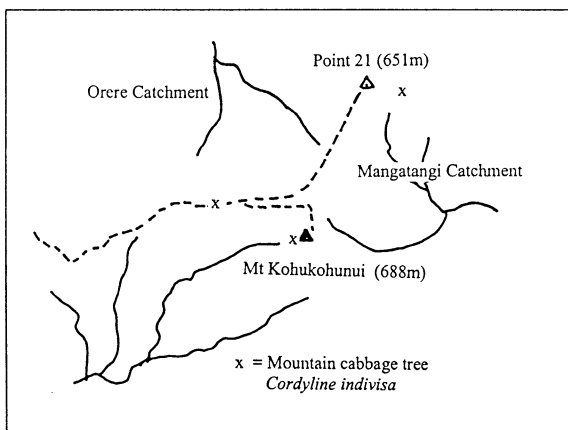 Point 21 (651m)
x
Orere Catchment
Mangatangi Catchment
x
x
Mt Kohukohunui (688m)
x = Mountain cabbage tree
Cordyline indivisa